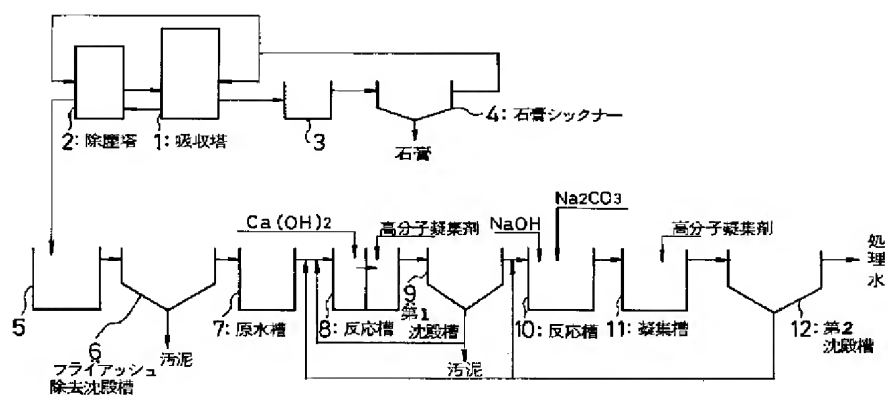 2: 除塵塔
1: 吸収塔
3
4: 石膏シックナー
石膏
Ca(OH)2
高分子凝集剤
NaOH
Na2CO3
高分子凝集剤
処理水
5
6
フライアッシュ
除去沈殿槽
汚泥
7: 原水槽
8: 反応槽
9
第1
沈殿槽
汚泥
10: 反応槽
11: 凝集槽
12: 第2
沈殿槽